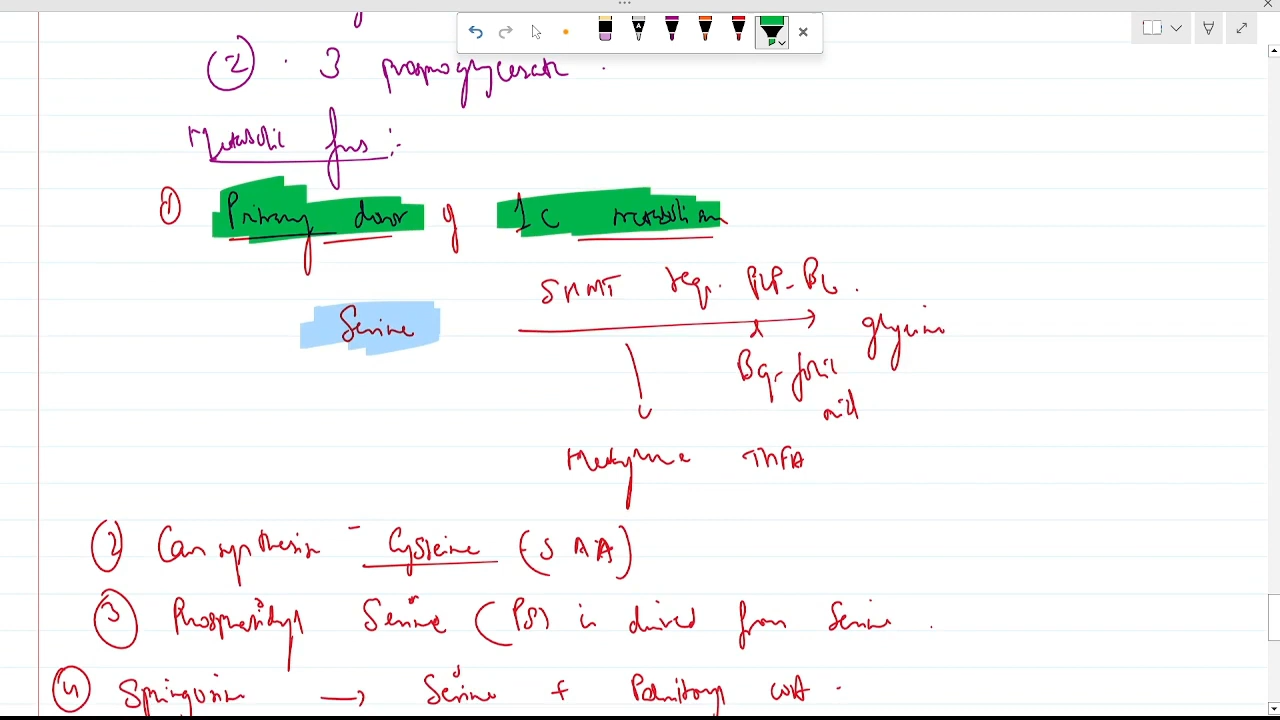 ② . 3 phosphoglycerate .
Metabolic fns :-
① Primary donor of 1C metabolism
SHMT req. PLP-B6 .
Serine
glycine
B9-folic
acid
Methylene THFA
② Can synthesize Cysteine (S AA)
③ Phosphatidyl Serine (PS) is derived from Serine .
④ Sphingosine → Serine + Palmitoyl CoA .